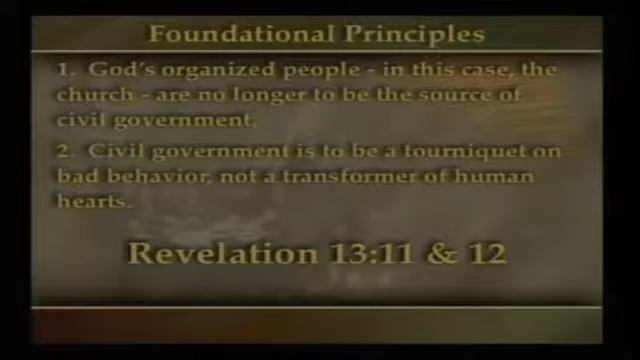 Foundational Principles
1. God's organized people - in this case, the
church - are no longer to be the source of
civil government.
2. Civil government is to be a tourniquet on
bad behavior, not a transformer of human
hearts.
Revelation 13:11 & 12